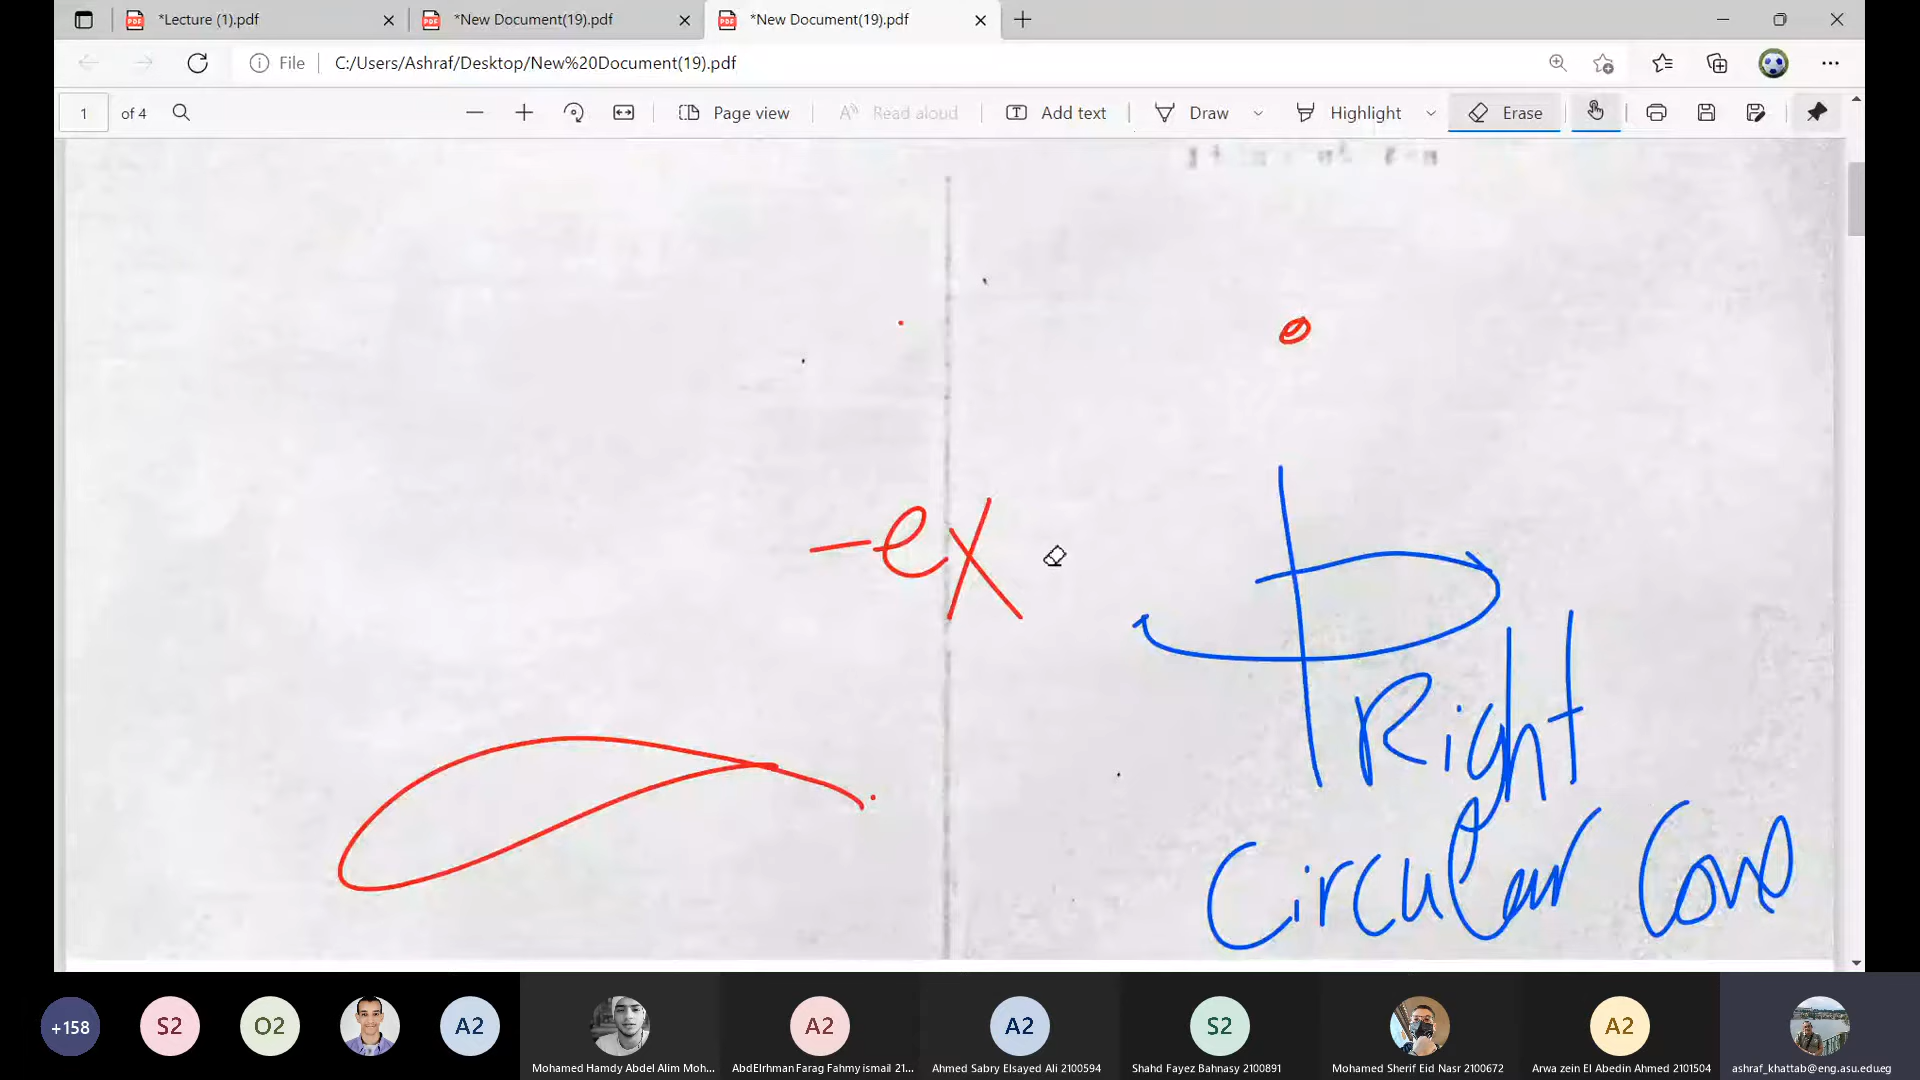 *Lecture (1).pdf
*New Document(19).pdf
*New Document(19).pdf
File
C:/Users/Ashraf/Desktop/New%20Document(19).pdf
1 of 4
Page view
Read aloud
Add text
Draw
Highlight
Erase
-ex
Right
Circular Cone
+158
S2
O2
A2
A2
A2
S2
A2
Mohamed Hamdy Abdel Alim Moh...
AbdElrhman Farag Fahmy ismail 21...
Ahmed Sabry Elsayed Ali 2100594
Shahd Fayez Bahnasy 2100891
Mohamed Sherif Eid Nasr 2100672
Arwa zein El Abedin Ahmed 2101504
ashraf_khattab@eng.asu.edu.eg